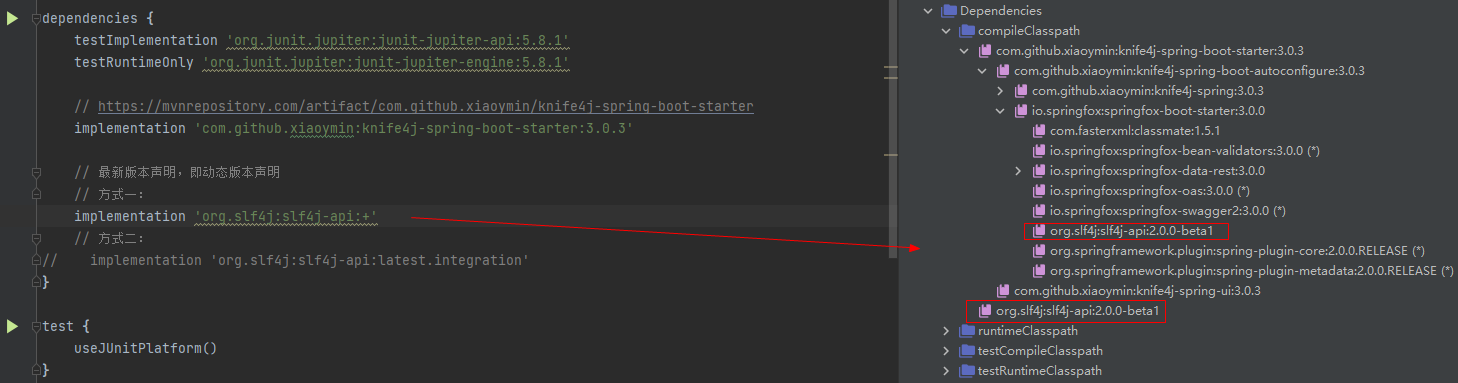 dependencies {
testImplementation 'org.junit.jupiter:junit-jupiter-api:5.8.1'
testRuntimeOnly 'org.junit.jupiter:junit-jupiter-engine:5.8.1'
// https://mvnrepository.com/artifact/com.github.xiaoymin/knife4j-spring-boot-starter
implementation 'com.github.xiaoymin:knife4j-spring-boot-starter:3.0.3'
// 最新版本声明，即动态版本声明
// 方式一：
implementation 'org.slf4j:slf4j-api:+'
// 方式二：
// implementation 'org.slf4j:slf4j-api:latest.integration'
}
test {
useJUnitPlatform()
}
Dependencies
compileClasspath
com.github.xiaoymin:knife4j-spring-boot-starter:3.0.3
com.github.xiaoymin:knife4j-spring-boot-autoconfigure:3.0.3
com.github.xiaoymin:knife4j-spring:3.0.3
io.springfox:springfox-boot-starter:3.0.0
com.fasterxml:classmate:1.5.1
io.springfox:springfox-bean-validators:3.0.0 (*)
io.springfox:springfox-data-rest:3.0.0
io.springfox:springfox-oas:3.0.0 (*)
io.springfox:springfox-swagger2:3.0.0 (*)
org.slf4j:slf4j-api:2.0.0-beta1
org.springframework.plugin:spring-plugin-core:2.0.0.RELEASE (*)
org.springframework.plugin:spring-plugin-metadata:2.0.0.RELEASE (*)
com.github.xiaoymin:knife4j-spring-ui:3.0.3
org.slf4j:slf4j-api:2.0.0-beta1
runtimeClasspath
testCompileClasspath
testRuntimeClasspath